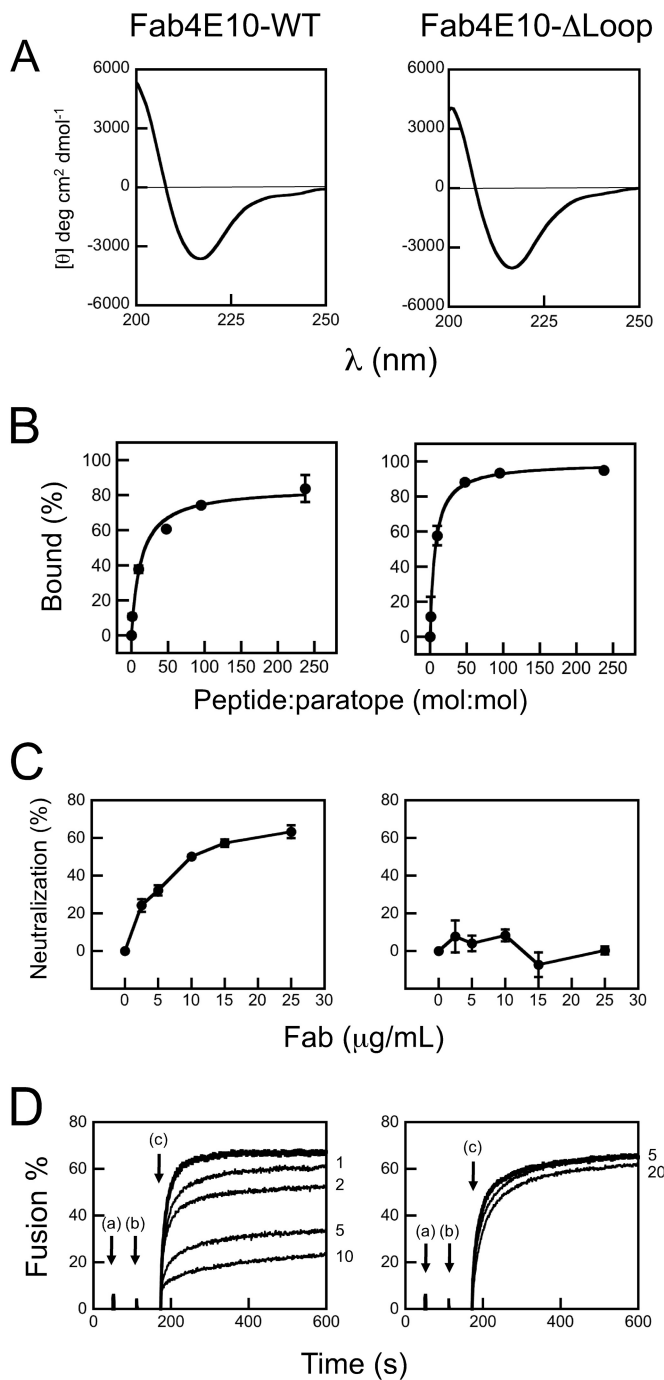 Fab4E10-WT
Fab4E10-ΔLoop
A
[θ] deg cm² dmol⁻¹
6000
3000
0
-3000
-6000
200
225
250
6000
3000
0
-3000
-6000
200
225
250
λ (nm)
B
Bound (%)
100
80
60
40
20
0
0 50 100 150 200 250
100
80
60
40
20
0
0 50 100 150 200 250
Peptide:paratope (mol:mol)
C
Neutralization (%)
80
60
40
20
0
0 5 10 15 20 25 30
80
60
40
20
0
0 5 10 15 20 25 30
Fab (μg/mL)
D
Fusion %
80
60
40
20
0
(a) (b)
(c)
1
2
5
10
0 200 400 600
80
60
40
20
0
(a) (b)
(c)
5
20
0 200 400 600
Time (s)